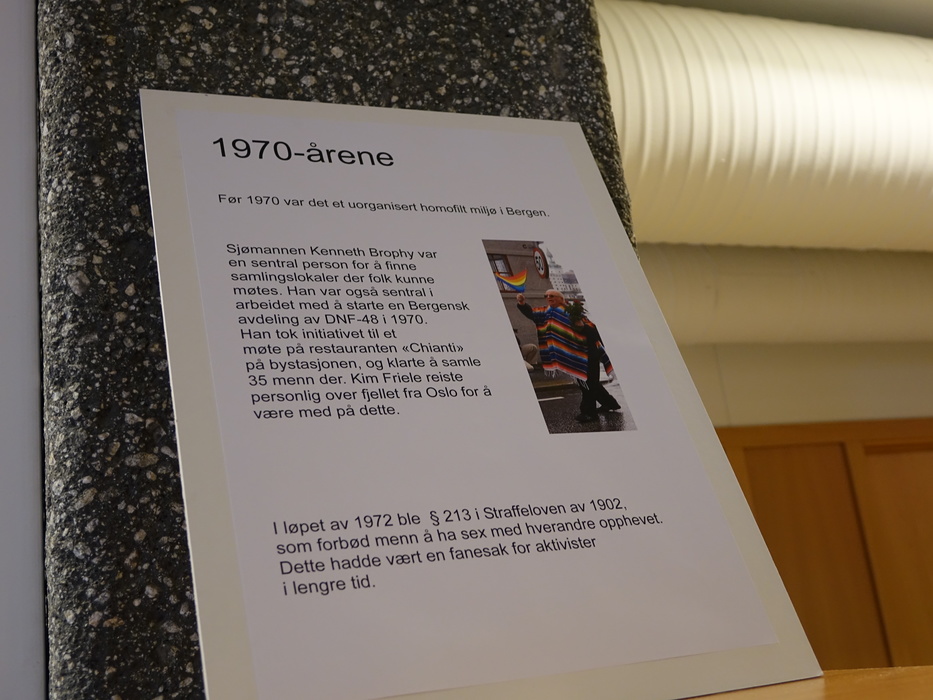 1970-årene
Før 1970 var det et uorganisert homofilt miljø i Bergen.
Sjømannen Kenneth Brophy var
en sentral person for å finne
samlingslokaler der folk kunne
møtes. Han var også sentral i
arbeidet med å starte en Bergensk
avdeling av DNF-48 i 1970.
Han tok initiativet til et
møte på restauranten «Chianti»
på bystasjonen, og klarte å samle
35 menn der. Kim Friele reiste
personlig over fjellet fra Oslo for å
være med på dette.
50
I løpet av 1972 ble § 213 i Straffeloven av 1902,
som forbød menn å ha sex med hverandre opphevet.
Dette hadde vært en fanesak for aktivister
i lengre tid.